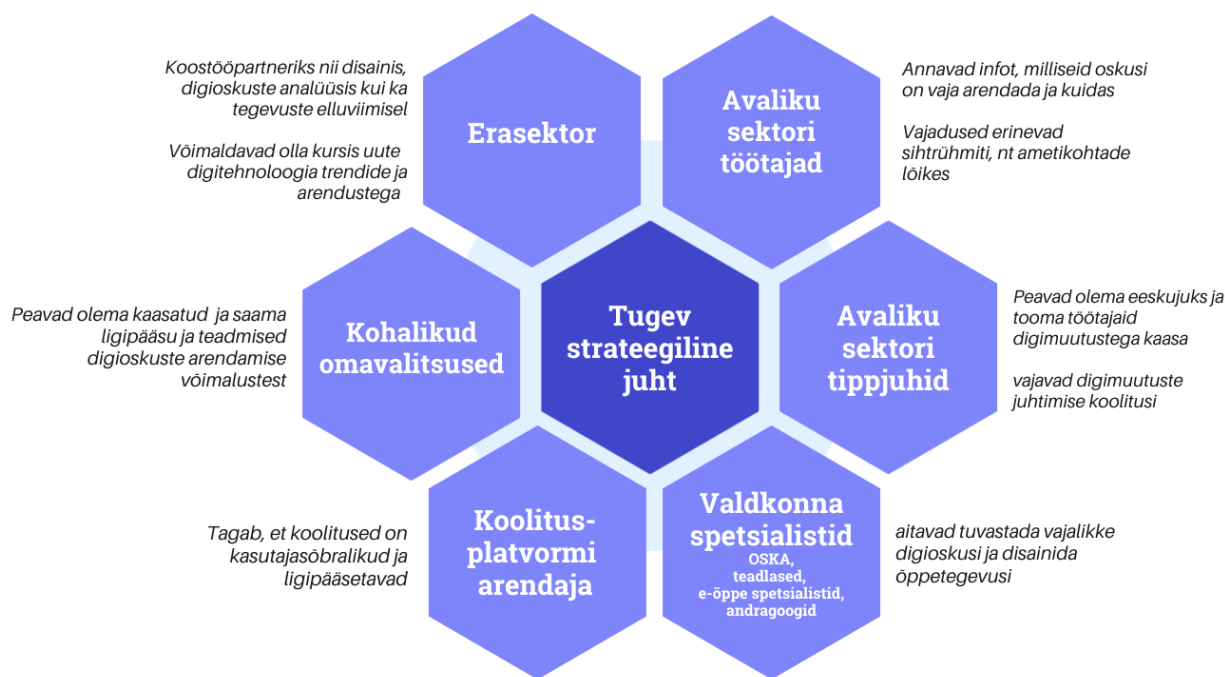 Koostööpartneriks nii disainis,
digioskuste analüüsis kui ka
tegevuste elluviimisel
Võimaldavad olla kursis uute
digitehnoloogia trendide ja
arendustega
Erasektor
Avaliku
sektori
töötajad
Annavad infot, milliseid oskusi
on vaja arendada ja kuidas
Vajadused erinevad
sihtrühmiti, nt ametikohtade
lõikes
Peavad olema kaasatud ja saama
ligipääsu ja teadmised
digioskuste arendamise
võimalustest
Kohalikud
omavalitsused
Tugev
strateegiline
juht
Avaliku
sektori
tippjuhid
Peavad olema eeskujuks ja
tooma töötajaid
digimuutustega kaasa
vajavad digimuutuste
juhtimise koolitusi
Tagab, et koolitused on
kasutajasõbralikud ja
ligipääsetavad
Koolitus-
platvormi
arendaja
Valdkonna
spetsialistid
OSKA,
teadlased,
e-õppe spetsialistid,
andragoogid
aitavad tuvastada vajalikke
digioskusi ja disainida
õppetegevusi